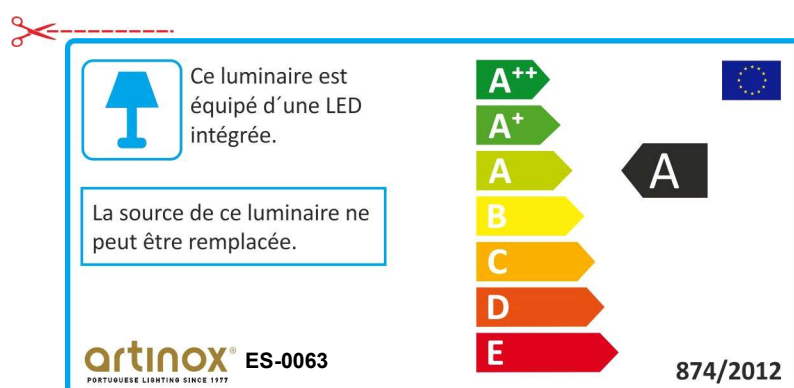 Ce luminaire est
équipé d´une LED
intégrée.
La source de ce luminaire ne
peut être remplacée.
A++
A+
A
B
C
D
E
A
artinox® ES-0063
PORTUGUESE LIGHTING SINCE 1977
874/2012